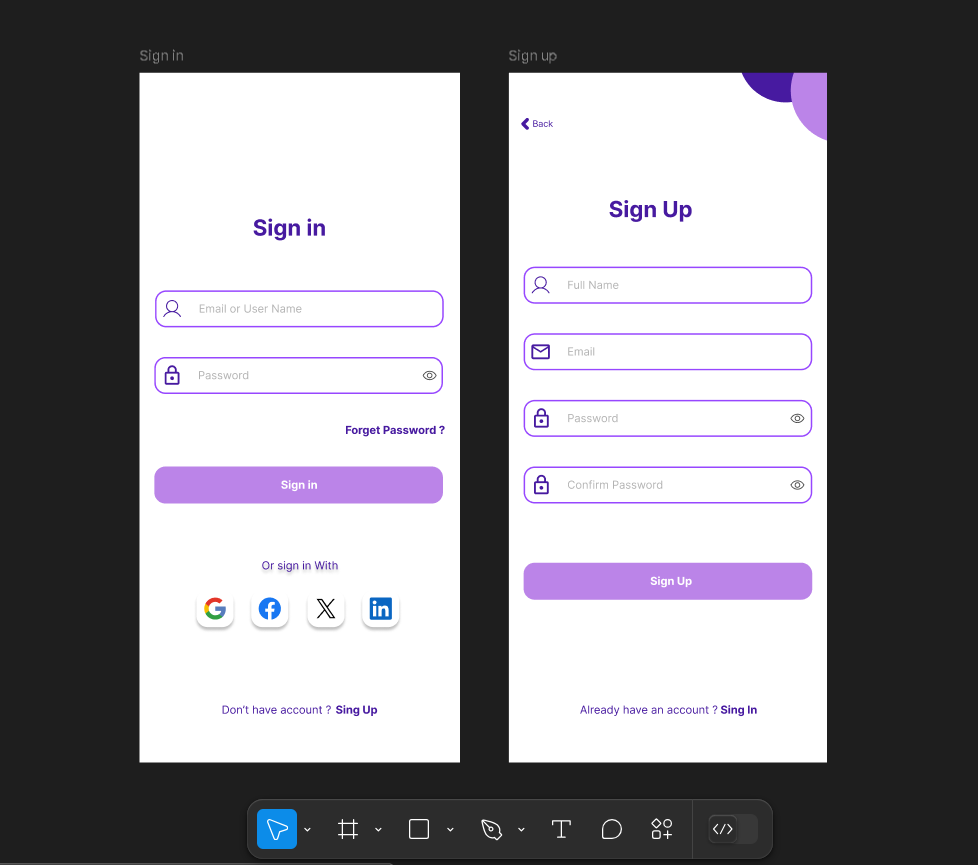 Sign in
Sign in
Email or User Name
Password
Forget Password ?
Sign in
Or sign in With
Don't have account ? Sing Up
Sign up
Back
Sign Up
Full Name
Email
Password
Confirm Password
Sign Up
Already have an account ? Sing In